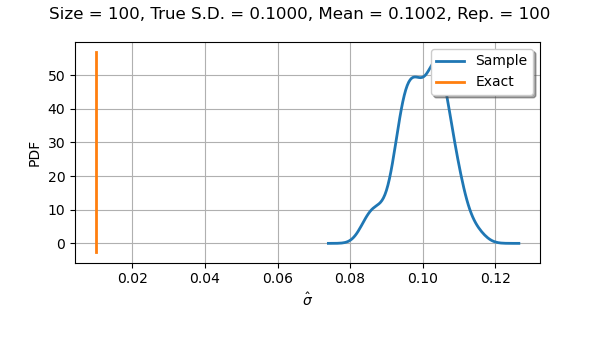 Size = 100, True S.D. = 0.1000, Mean = 0.1002, Rep. = 100
Sample
Exact
PDF
50
40
30
20
10
0
0.02 0.04 0.06 0.08 0.10 0.12
σ̂